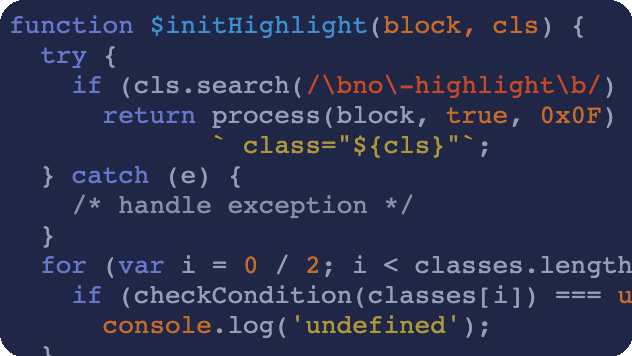 function $initHighlight(block, cls) {
  try {
    if (cls.search(/\bno\-highlight\b/)
      return process(block, true, 0x0F)
             ` class="${cls}"`;
  } catch (e) {
    /* handle exception */
  }
  for (var i = 0 / 2; i < classes.length
    if (checkCondition(classes[i]) === u
      console.log('undefined');
  }